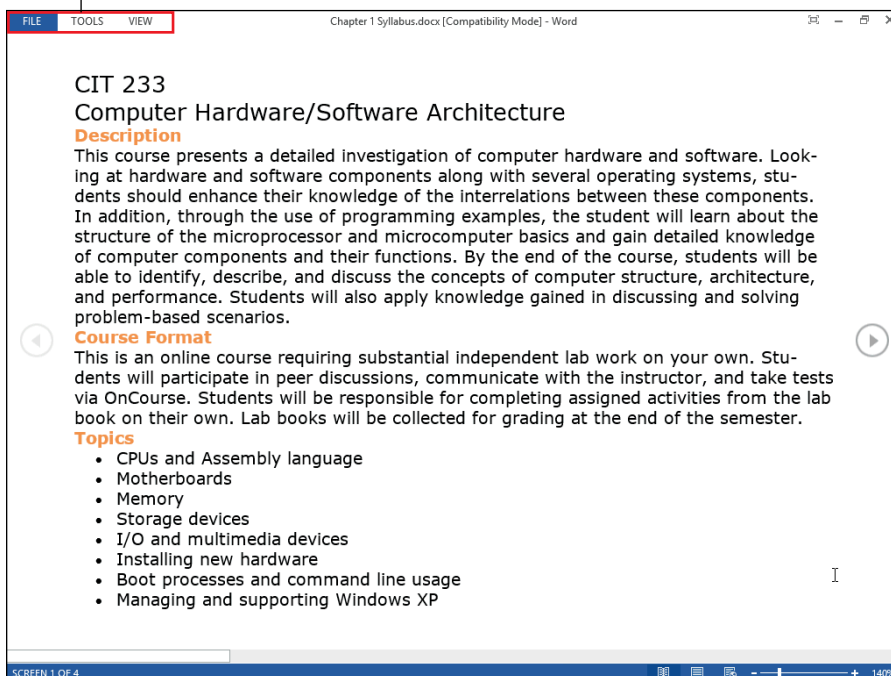 FILE TOOLS VIEW Chapter 1 Syllabus.docx [Compatibility Mode] - Word
CIT 233
Computer Hardware/Software Architecture
Description
This course presents a detailed investigation of computer hardware and software. Look-
ing at hardware and software components along with several operating systems, stu-
dents should enhance their knowledge of the interrelations between these components.
In addition, through the use of programming examples, the student will learn about the
structure of the microprocessor and microcomputer basics and gain detailed knowledge
of computer components and their functions. By the end of the course, students will be
able to identify, describe, and discuss the concepts of computer structure, architecture,
and performance. Students will also apply knowledge gained in discussing and solving
problem-based scenarios.
Course Format
This is an online course requiring substantial independent lab work on your own. Stu-
dents will participate in peer discussions, communicate with the instructor, and take tests
via OnCourse. Students will be responsible for completing assigned activities from the lab
book on their own. Lab books will be collected for grading at the end of the semester.
Topics
• CPUs and Assembly language
• Motherboards
• Memory
• Storage devices
• I/O and multimedia devices
• Installing new hardware
• Boot processes and command line usage
• Managing and supporting Windows XP
SCREEN 1 OF 4 140%